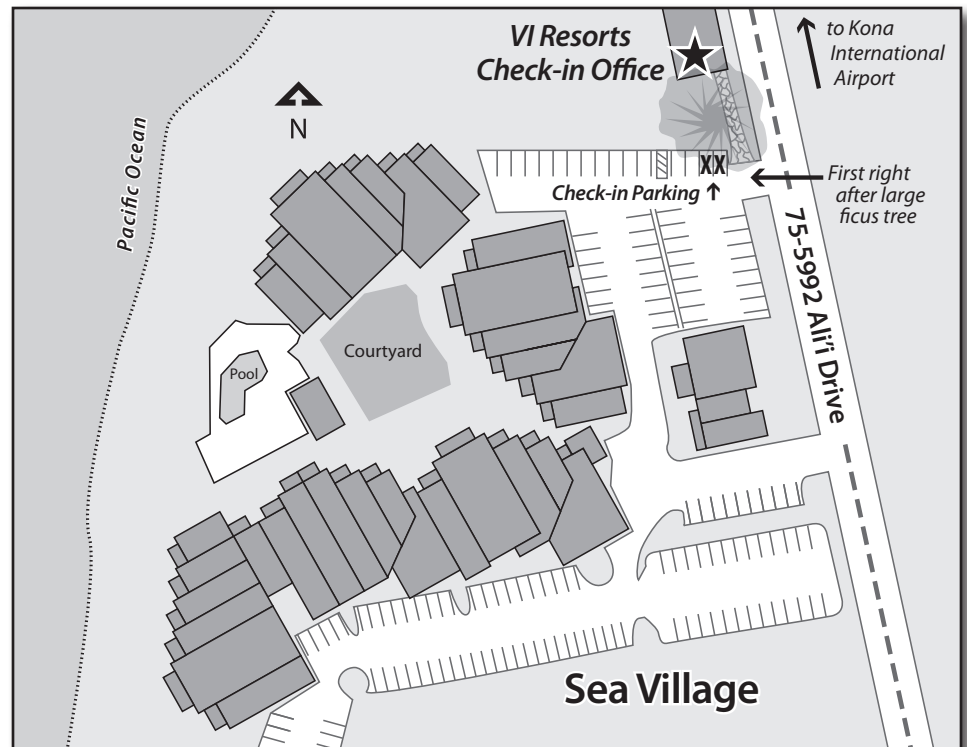 VI Resorts
Check-in Office
to Kona
International
Airport
N
Pacific Ocean
XX
Check-in Parking
First right
after large
ficus tree
75-5992 Ali'i Drive
Courtyard
Pool
Sea Village